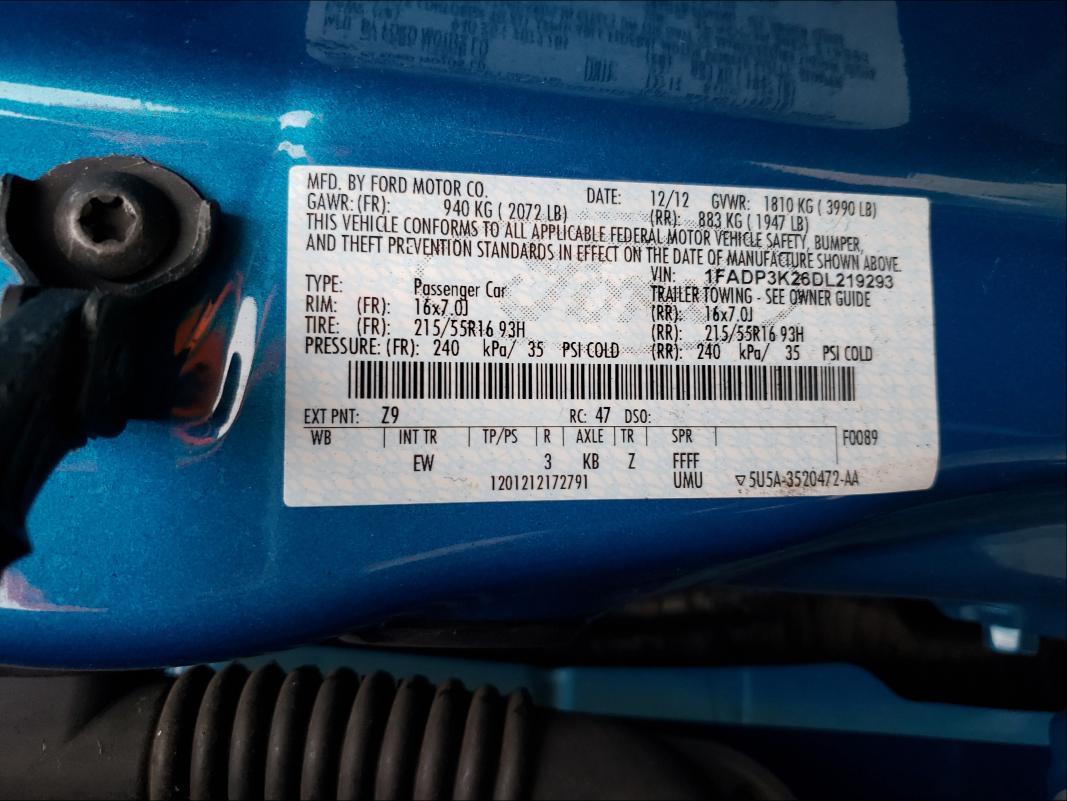 MFD. BY FORD MOTOR CO. DATE: 12/12 GVWR: 1810 KG ( 3990 LB)
GAWR: (FR): 940 KG ( 2072 LB) (RR): 883 KG ( 1947 LB)
THIS VEHICLE CONFORMS TO ALL APPLICABLE FEDERAL MOTOR VEHICLE SAFETY, BUMPER,
AND THEFT PREVENTION STANDARDS IN EFFECT ON THE DATE OF MANUFACTURE SHOWN ABOVE.
VIN: 1FADP3K26DL219293
TYPE: Passenger Car TRAILER TOWING - SEE OWNER GUIDE
RIM: (FR): 16x7.0J (RR): 16x7.0J
TIRE: (FR): 215/55R16 93H (RR): 215/55R16 93H
PRESSURE: (FR): 240 kPa/ 35 PSI COLD (RR): 240 kPa/ 35 PSI COLD
EXT PNT: Z9 RC: 47 DSO:
WB INT TR TP/PS R AXLE TR SPR F0089
EW 3 KB Z FFFF
1201212172791 UMU ▽5U5A-3520472-AA